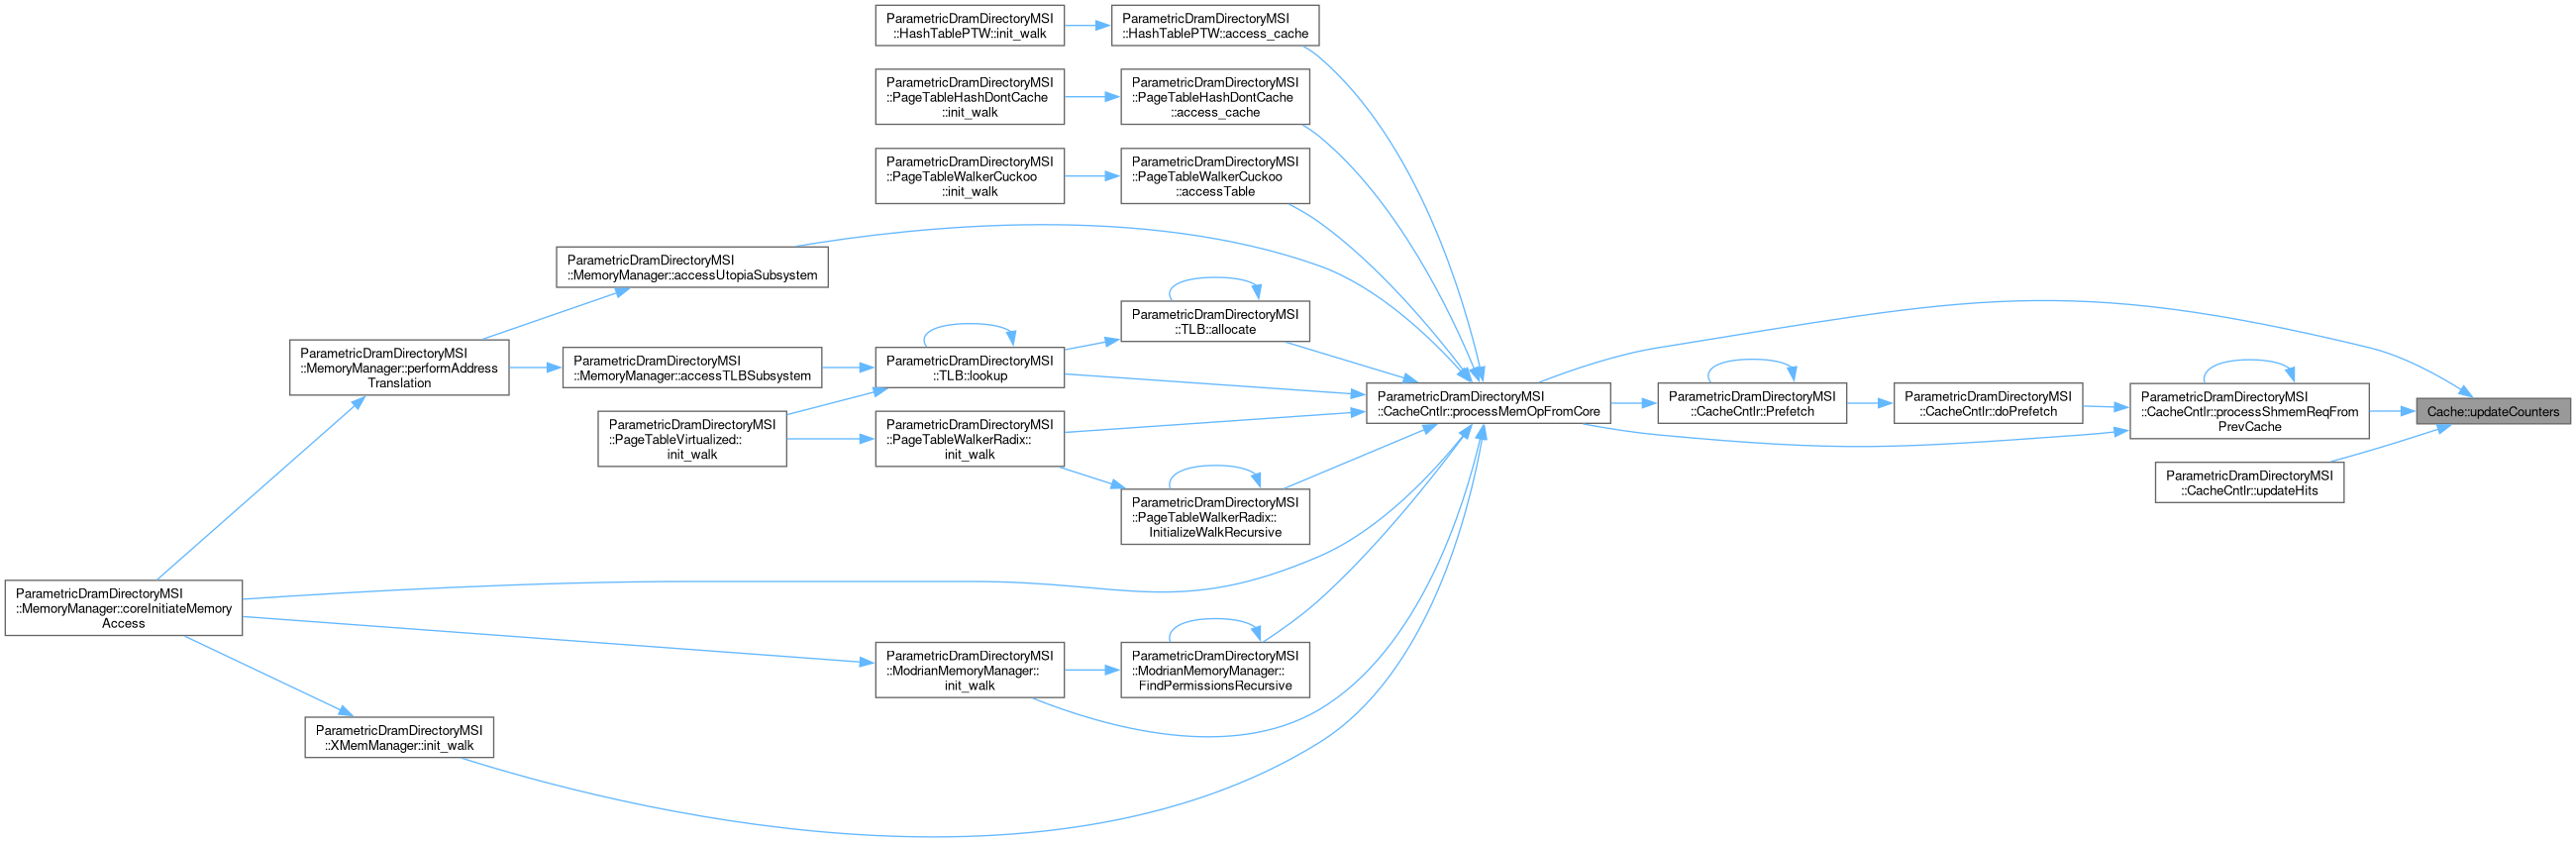 ParametricDramDirectoryMSI
::HashTablePTW::init_walk
ParametricDramDirectoryMSI
::HashTablePTW::access_cache
ParametricDramDirectoryMSI
::PageTableHashDontCache
::init_walk
ParametricDramDirectoryMSI
::PageTableHashDontCache
::access_cache
ParametricDramDirectoryMSI
::PageTableWalkerCuckoo
::init_walk
ParametricDramDirectoryMSI
::PageTableWalkerCuckoo
::accessTable
ParametricDramDirectoryMSI
::MemoryManager::accessUtopiaSubsystem
ParametricDramDirectoryMSI
::TLB::allocate
ParametricDramDirectoryMSI
::MemoryManager::performAddress
Translation
ParametricDramDirectoryMSI
::MemoryManager::accessTLBSubsystem
ParametricDramDirectoryMSI
::TLB::lookup
ParametricDramDirectoryMSI
::CacheCntlr::processMemOpFromCore
ParametricDramDirectoryMSI
::CacheCntlr::Prefetch
ParametricDramDirectoryMSI
::CacheCntlr::doPrefetch
ParametricDramDirectoryMSI
::CacheCntlr::processShmemReqFrom
PrevCache
Cache::updateCounters
ParametricDramDirectoryMSI
::PageTableVirtualized::
init_walk
ParametricDramDirectoryMSI
::PageTableWalkerRadix::
init_walk
ParametricDramDirectoryMSI
::CacheCntlr::updateHits
ParametricDramDirectoryMSI
::PageTableWalkerRadix::
InitializeWalkRecursive
ParametricDramDirectoryMSI
::MemoryManager::coreInitiateMemory
Access
ParametricDramDirectoryMSI
::ModrianMemoryManager::
init_walk
ParametricDramDirectoryMSI
::ModrianMemoryManager::
FindPermissionsRecursive
ParametricDramDirectoryMSI
::XMemManager::init_walk